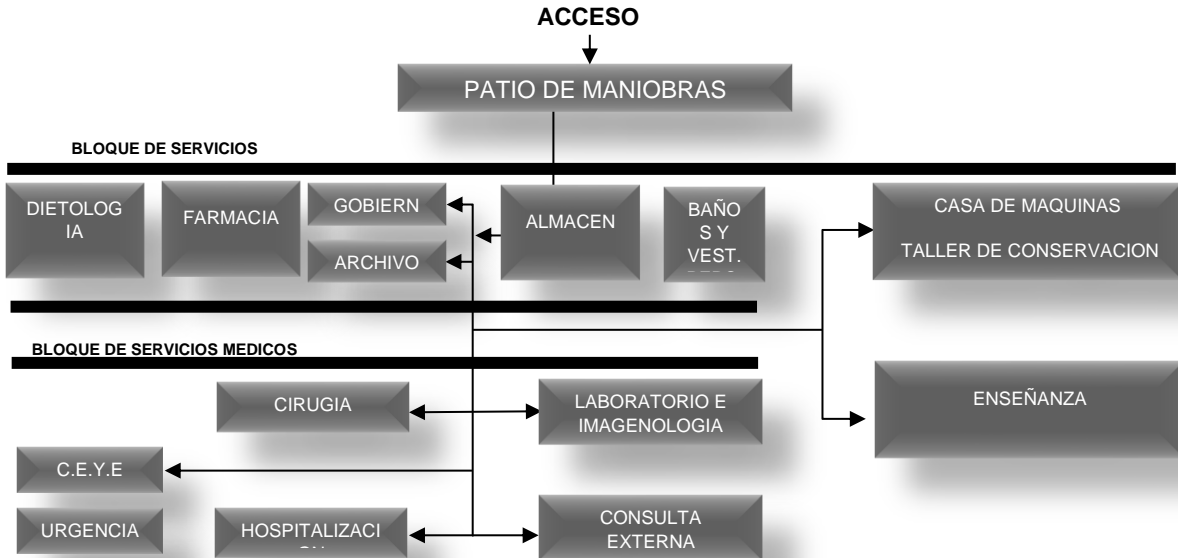 ACCESO
PATIO DE MANIOBRAS
BLOQUE DE SERVICIOS
DIETOLOG
IA
FARMACIA
GOBIERN
ARCHIVO
ALMACEN
BAÑO
S Y
VEST.
CASA DE MAQUINAS
TALLER DE CONSERVACION
BLOQUE DE SERVICIOS MEDICOS
CIRUGIA
LABORATORIO E
IMAGENOLOGIA
ENSEÑANZA
C.E.Y.E
URGENCIA
HOSPITALIZACI
CONSULTA
EXTERNA